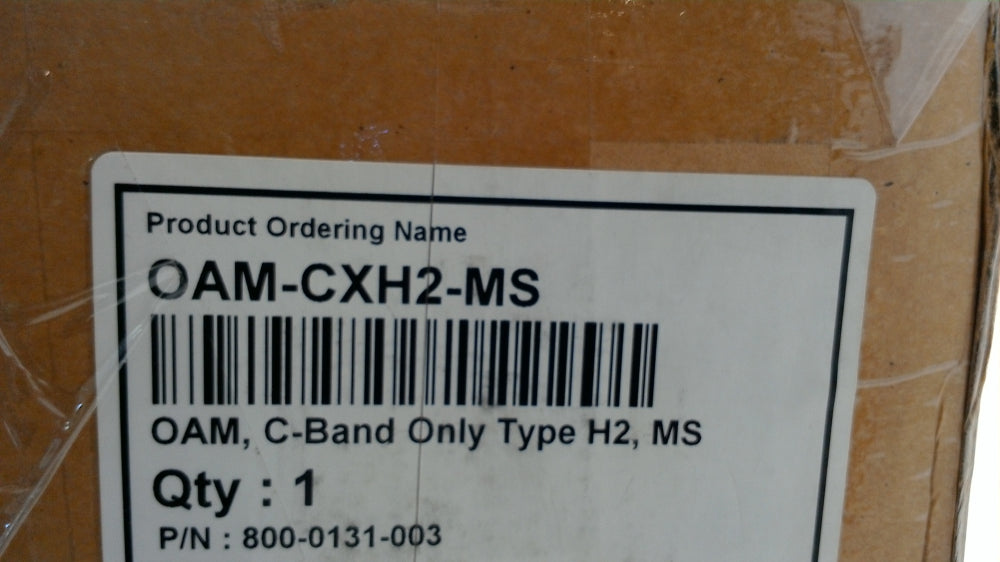 Product Ordering Name
OAM-CXH2-MS
OAM, C-Band Only Type H2, MS
Qty : 1
P/N : 800-0131-003